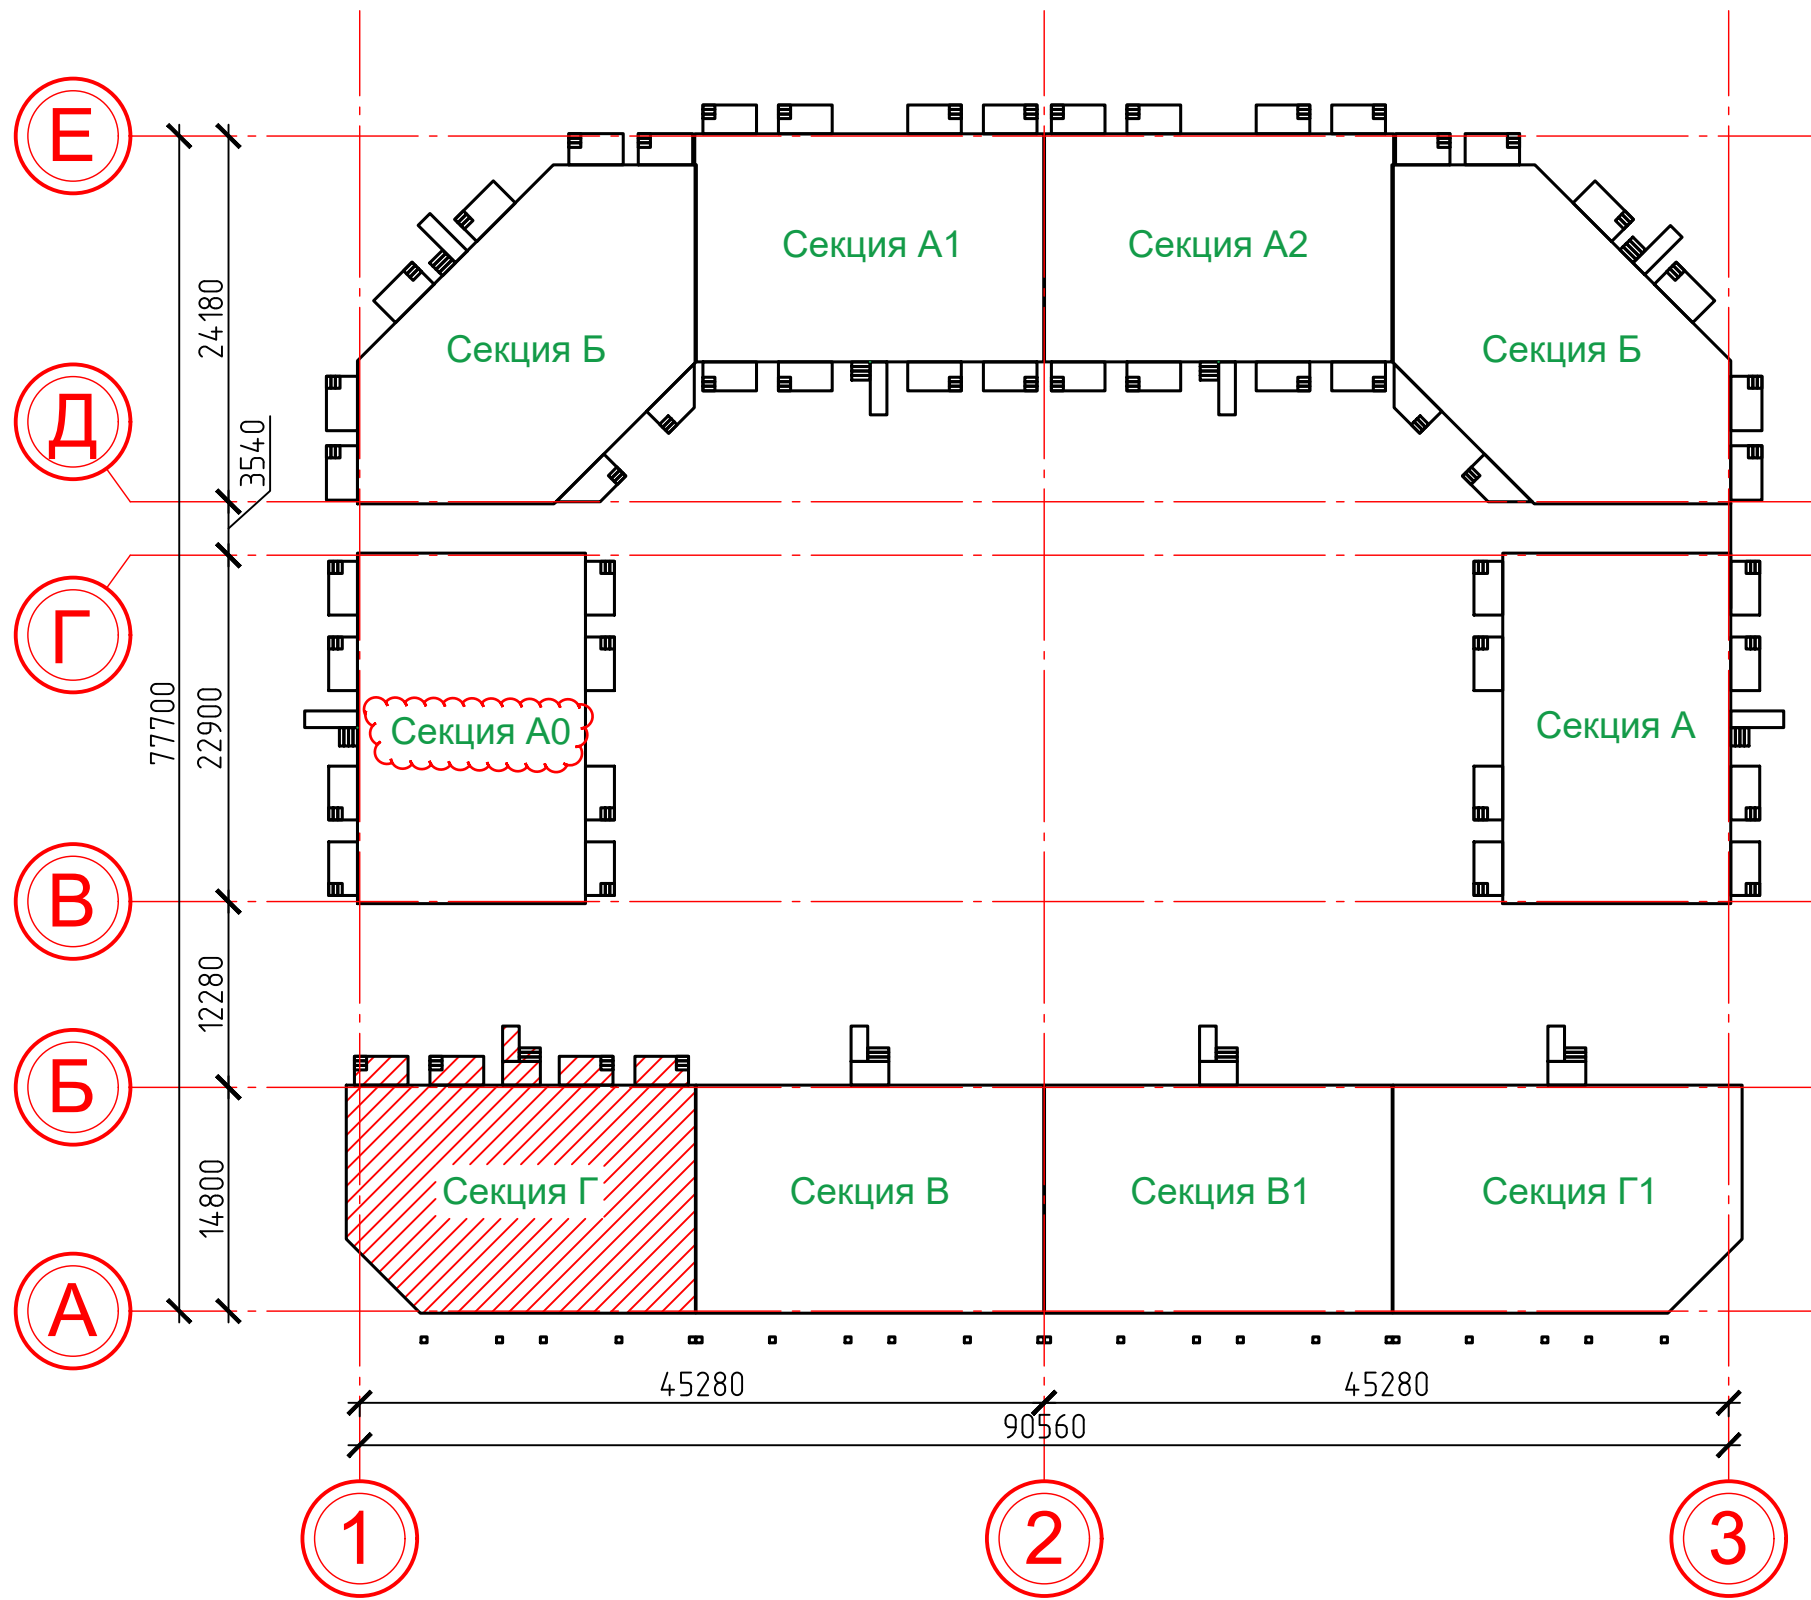 Е
Секция А1
Секция А2
24180
Секция Б
Секция Б
Д
3540
Г
77700
22900
Секция А0
Секция А
В
12280
Б
14800
Секция Г
Секция В
Секция В1
Секция Г1
А
45280
45280
90560
1
2
3